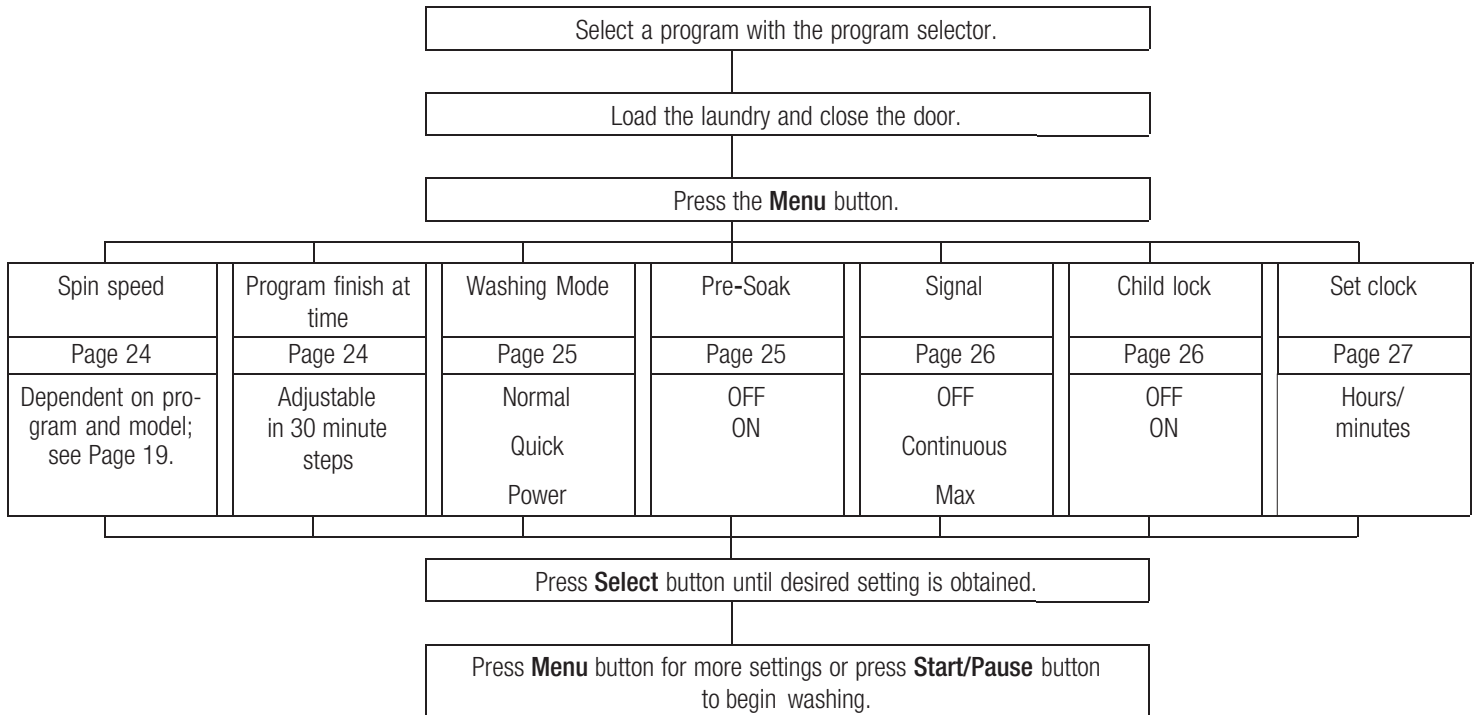 Select a program with the program selector.
Load the laundry and close the door.
Press the Menu button.
Spin speed
Page 24
Dependent on pro-
gram and model;
see Page 19.
Program finish at
time
Page 24
Adjustable
in 30 minute
steps
Washing Mode
Page 25
Normal
Quick
Power
Pre-Soak
Page 25
OFF
ON
Signal
Page 26
OFF
Continuous
Max
Child lock
Page 26
OFF
ON
Set clock
Page 27
Hours/
minutes
Press Select button until desired setting is obtained.
Press Menu button for more settings or press Start/Pause button
to begin washing.